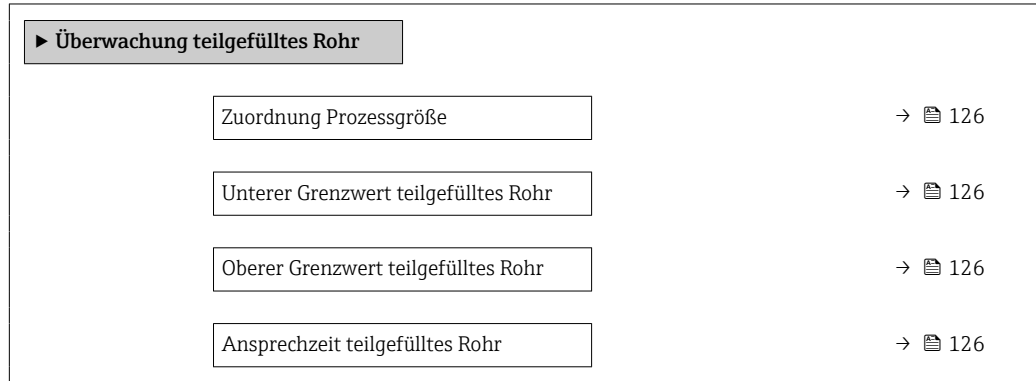 ▶ Überwachung teilgefülltes Rohr
Zuordnung Prozessgröße → 126
Unterer Grenzwert teilgefülltes Rohr → 126
Oberer Grenzwert teilgefülltes Rohr → 126
Ansprechzeit teilgefülltes Rohr → 126